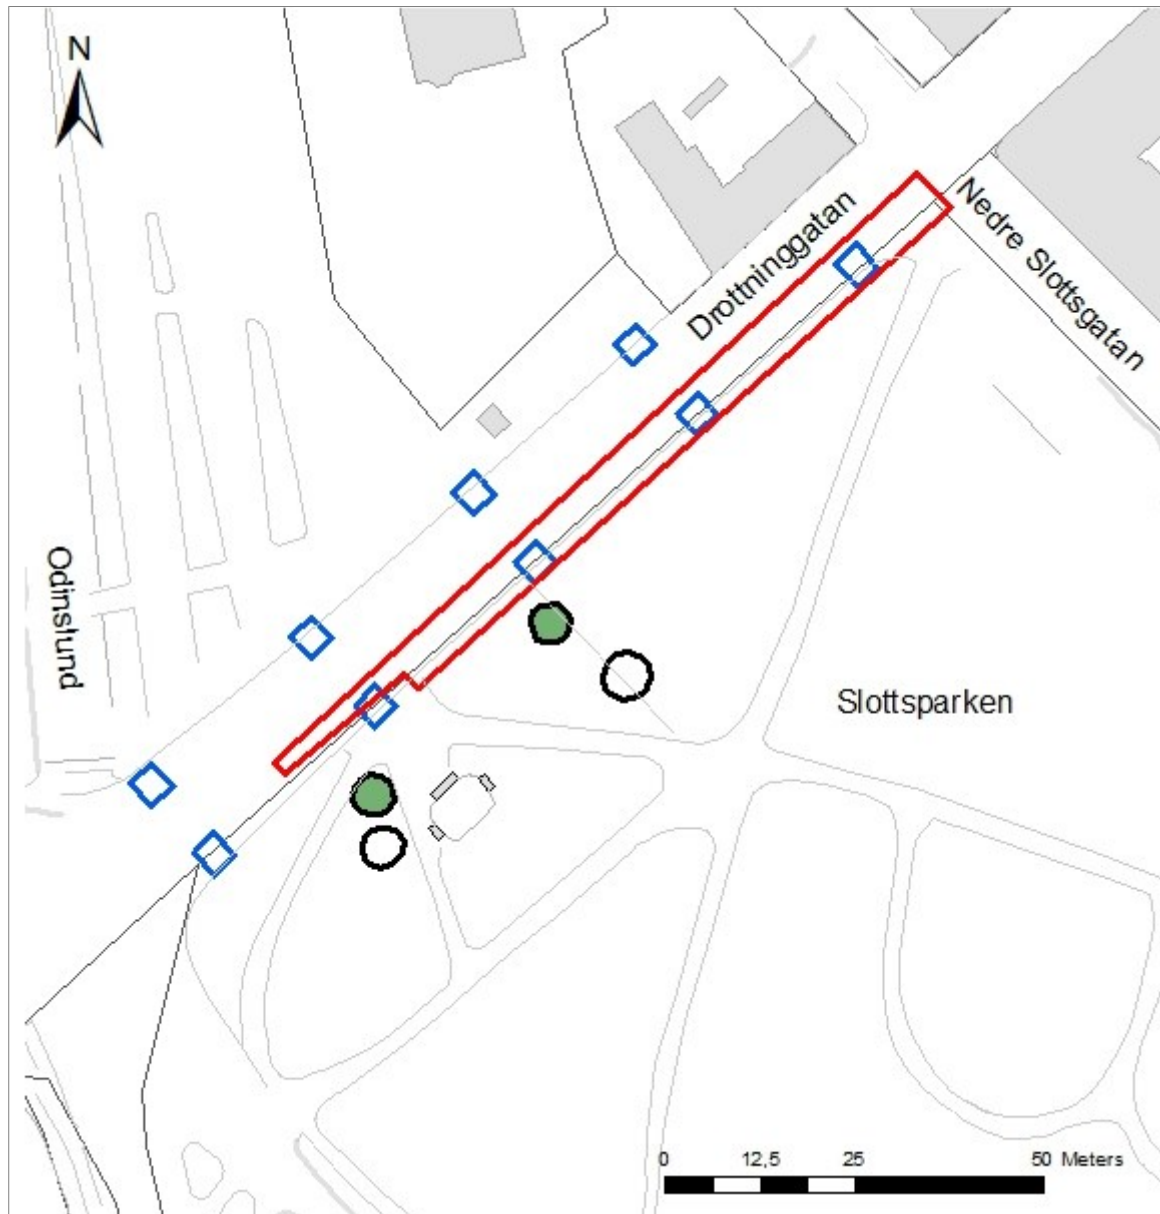 N
Nedre Slottsgatan
Drottninggatan
Odinslund
Slottsparken
0 12,5 25 50 Meters